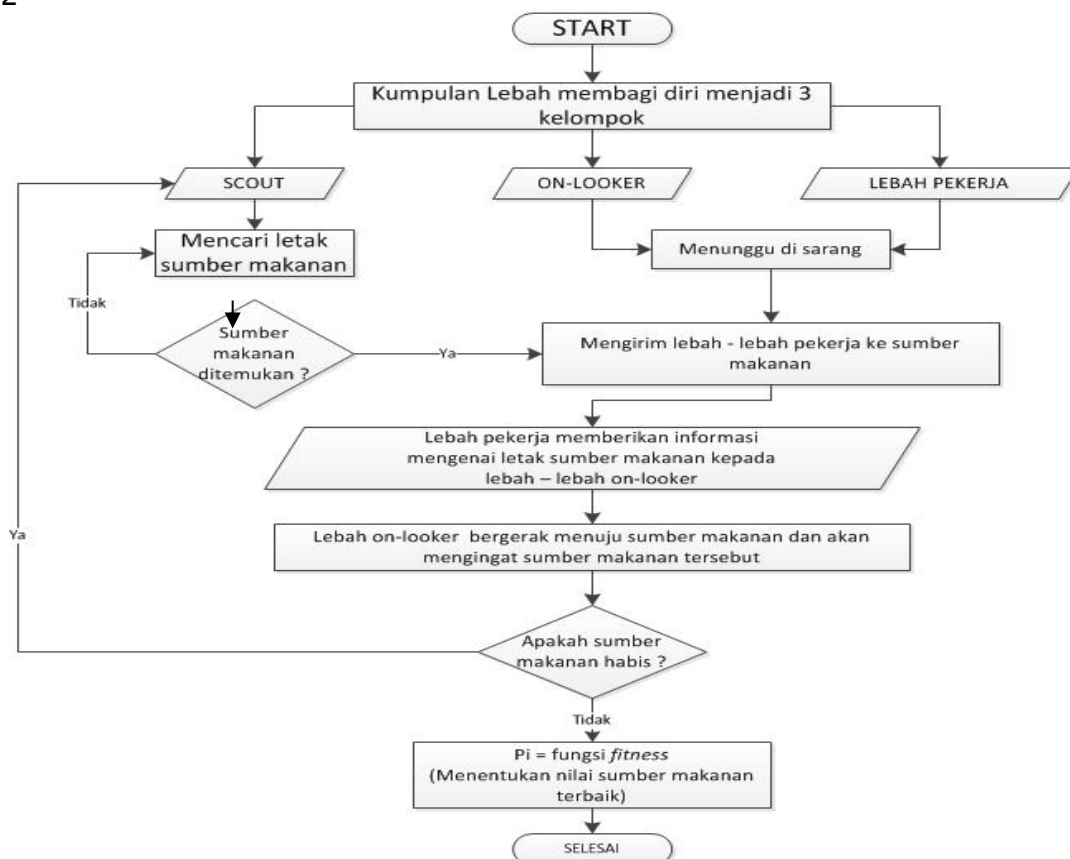 2
START
Kumpulan Lebah membagi diri menjadi 3
kelompok
SCOUT
ON-LOOKER
LEBAH PEKERJA
Mencari letak
sumber makanan
Menunggu di sarang
Tidak
Sumber
makanan
ditemukan ?
Ya
Mengirim lebah - lebah pekerja ke sumber
makanan
Lebah pekerja memberikan informasi
mengenai letak sumber makanan kepada
lebah – lebah on-looker
Ya
Lebah on-looker bergerak menuju sumber makanan dan akan
mengingat sumber makanan tersebut
Apakah sumber
makanan habis ?
Tidak
Pi = fungsi fitness
(Menentukan nilai sumber makanan
terbaik)
SELESAI